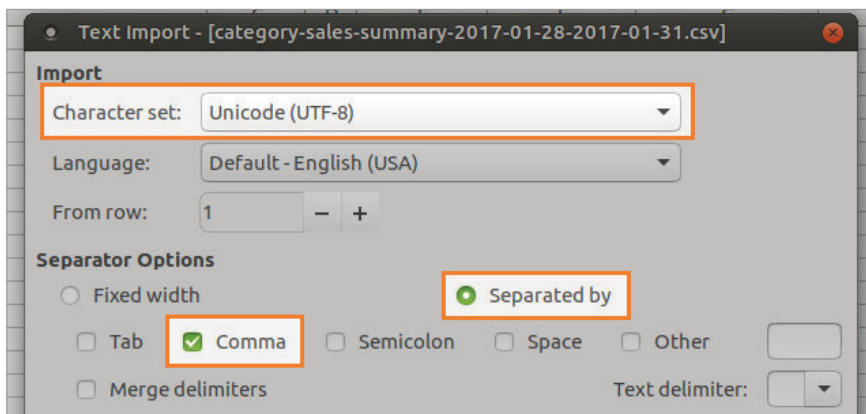 Text Import - [category-sales-summary-2017-01-28-2017-01-31.csv]
Import
Character set: Unicode (UTF-8)
Language: Default - English (USA)
From row: 1 − +
Separator Options
Fixed width Separated by
Tab Comma Semicolon Space Other
Merge delimiters Text delimiter: